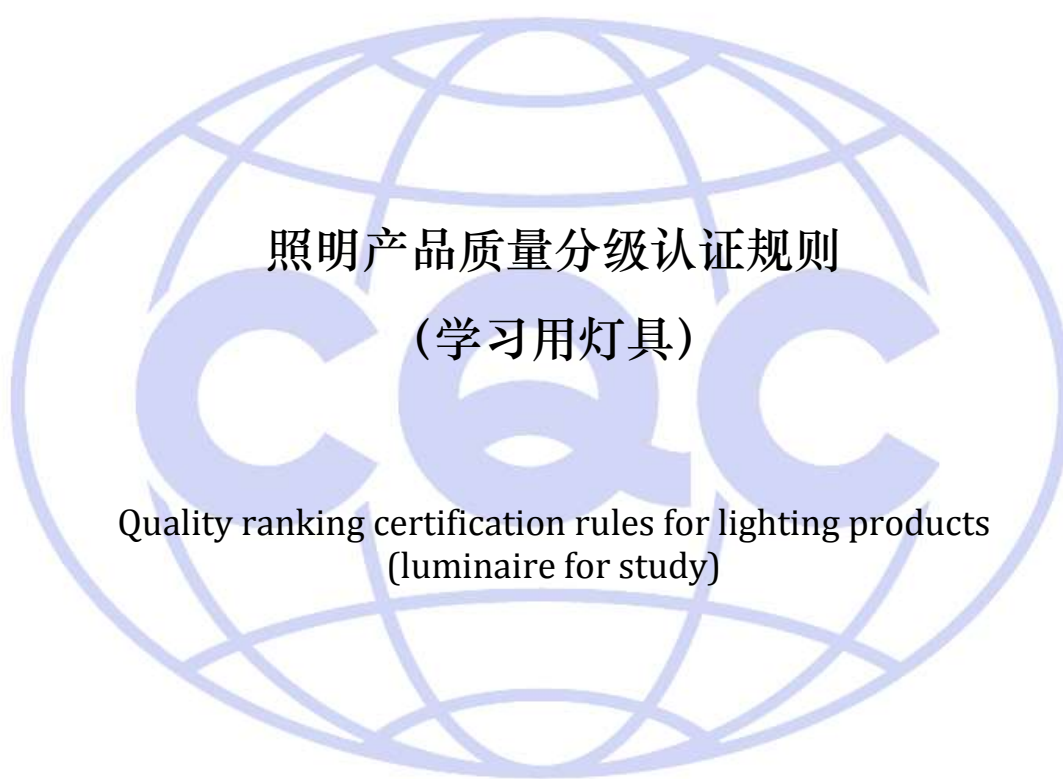 照明产品质量分级认证规则
(学习用灯具)
CQC
Quality ranking certification rules for lighting products
(luminaire for study)